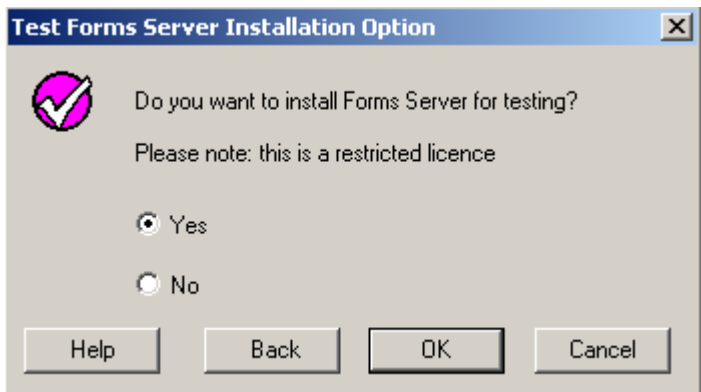 Test Forms Server Installation Option
Do you want to install Forms Server for testing?
Please note: this is a restricted licence
Yes
No
Help Back OK Cancel